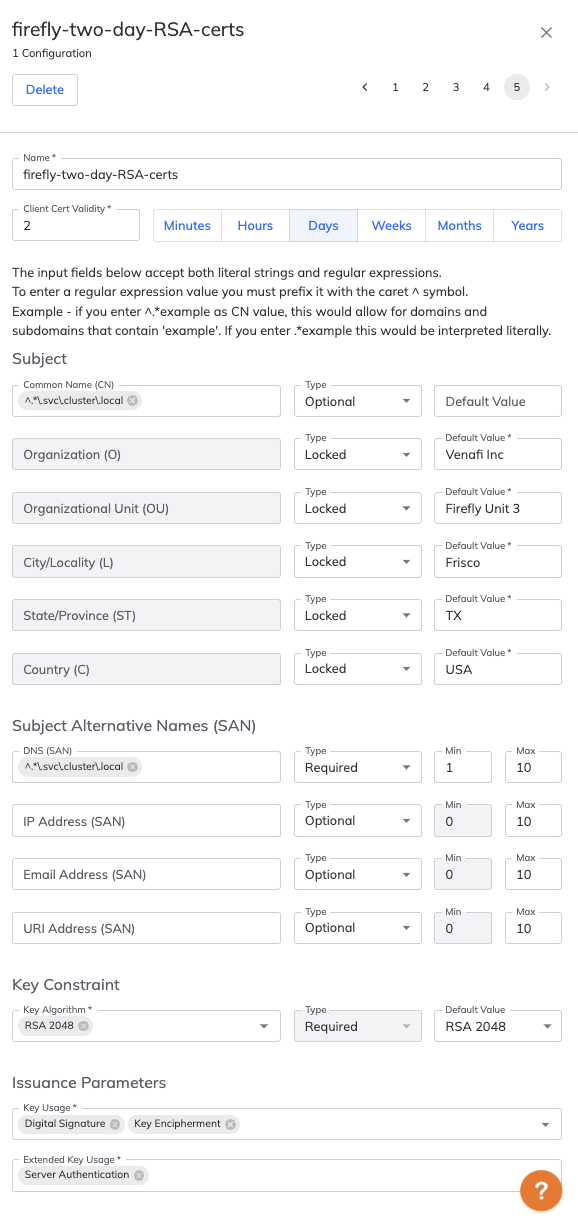 firefly-two-day-RSA-certs
1 Configuration
Delete
1 2 3 4 5
Name *
firefly-two-day-RSA-certs
Client Cert Validity *
2 Minutes Hours Days Weeks Months Years
The input fields below accept both literal strings and regular expressions.
To enter a regular expression value you must prefix it with the caret ^ symbol.
Example - if you enter ^.*example as CN value, this would allow for domains and
subdomains that contain 'example'. If you enter .*example this would be interpreted literally.
Subject
Common Name (CN) Type
^.*\.svc\.cluster\.local Optional Default Value
Type Default Value *
Organization (O) Locked Venafi Inc
Type Default Value *
Organizational Unit (OU) Locked Firefly Unit 3
Type Default Value *
City/Locality (L) Locked Frisco
Type Default Value *
State/Province (ST) Locked TX
Type Default Value *
Country (C) Locked USA
Subject Alternative Names (SAN)
DNS (SAN) Type Min Max
^.*\.svc\.cluster\.local Required 1 10
Type Min Max
IP Address (SAN) Optional 0 10
Type Min Max
Email Address (SAN) Optional 0 10
Type Min Max
URI Address (SAN) Optional 0 10
Key Constraint
Key Algorithm * Type Default Value
RSA 2048 Required RSA 2048
Issuance Parameters
Key Usage *
Digital Signature Key Encipherment
Extended Key Usage *
Server Authentication
?